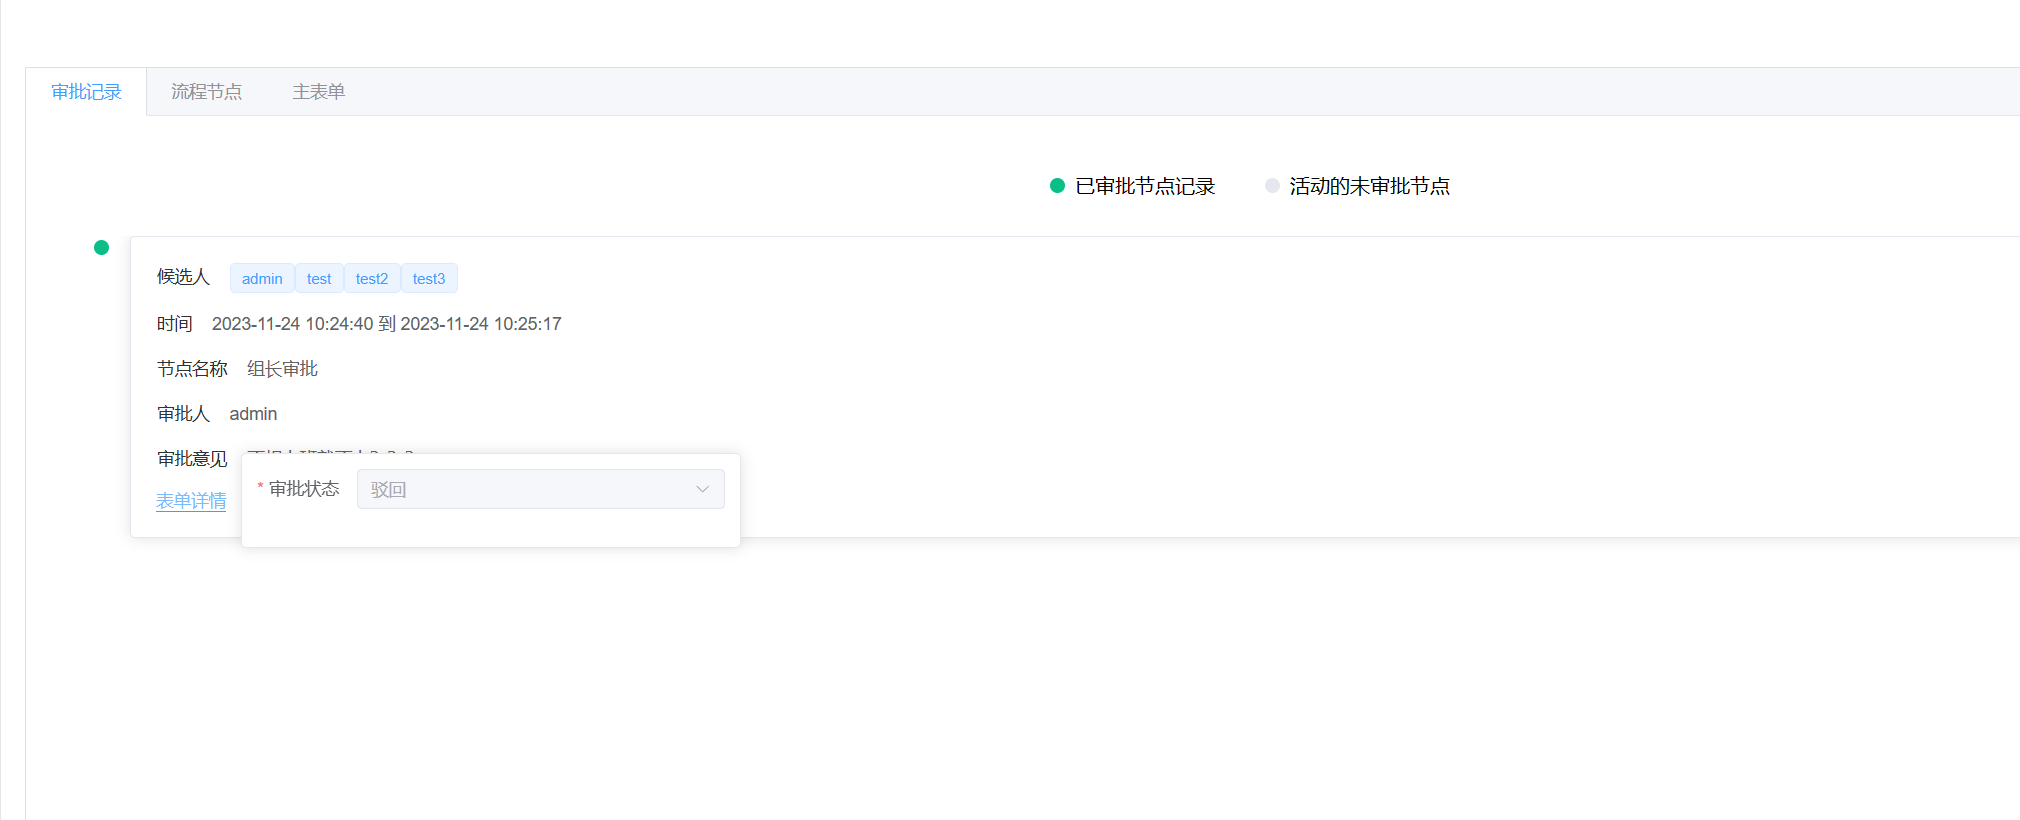 审批记录 流程节点 主表单
已审批节点记录 活动的未审批节点
候选人 admin test test2 test3
时间 2023-11-24 10:24:40 到 2023-11-24 10:25:17
节点名称 组长审批
审批人 admin
审批意见
* 审批状态 驳回
表单详情